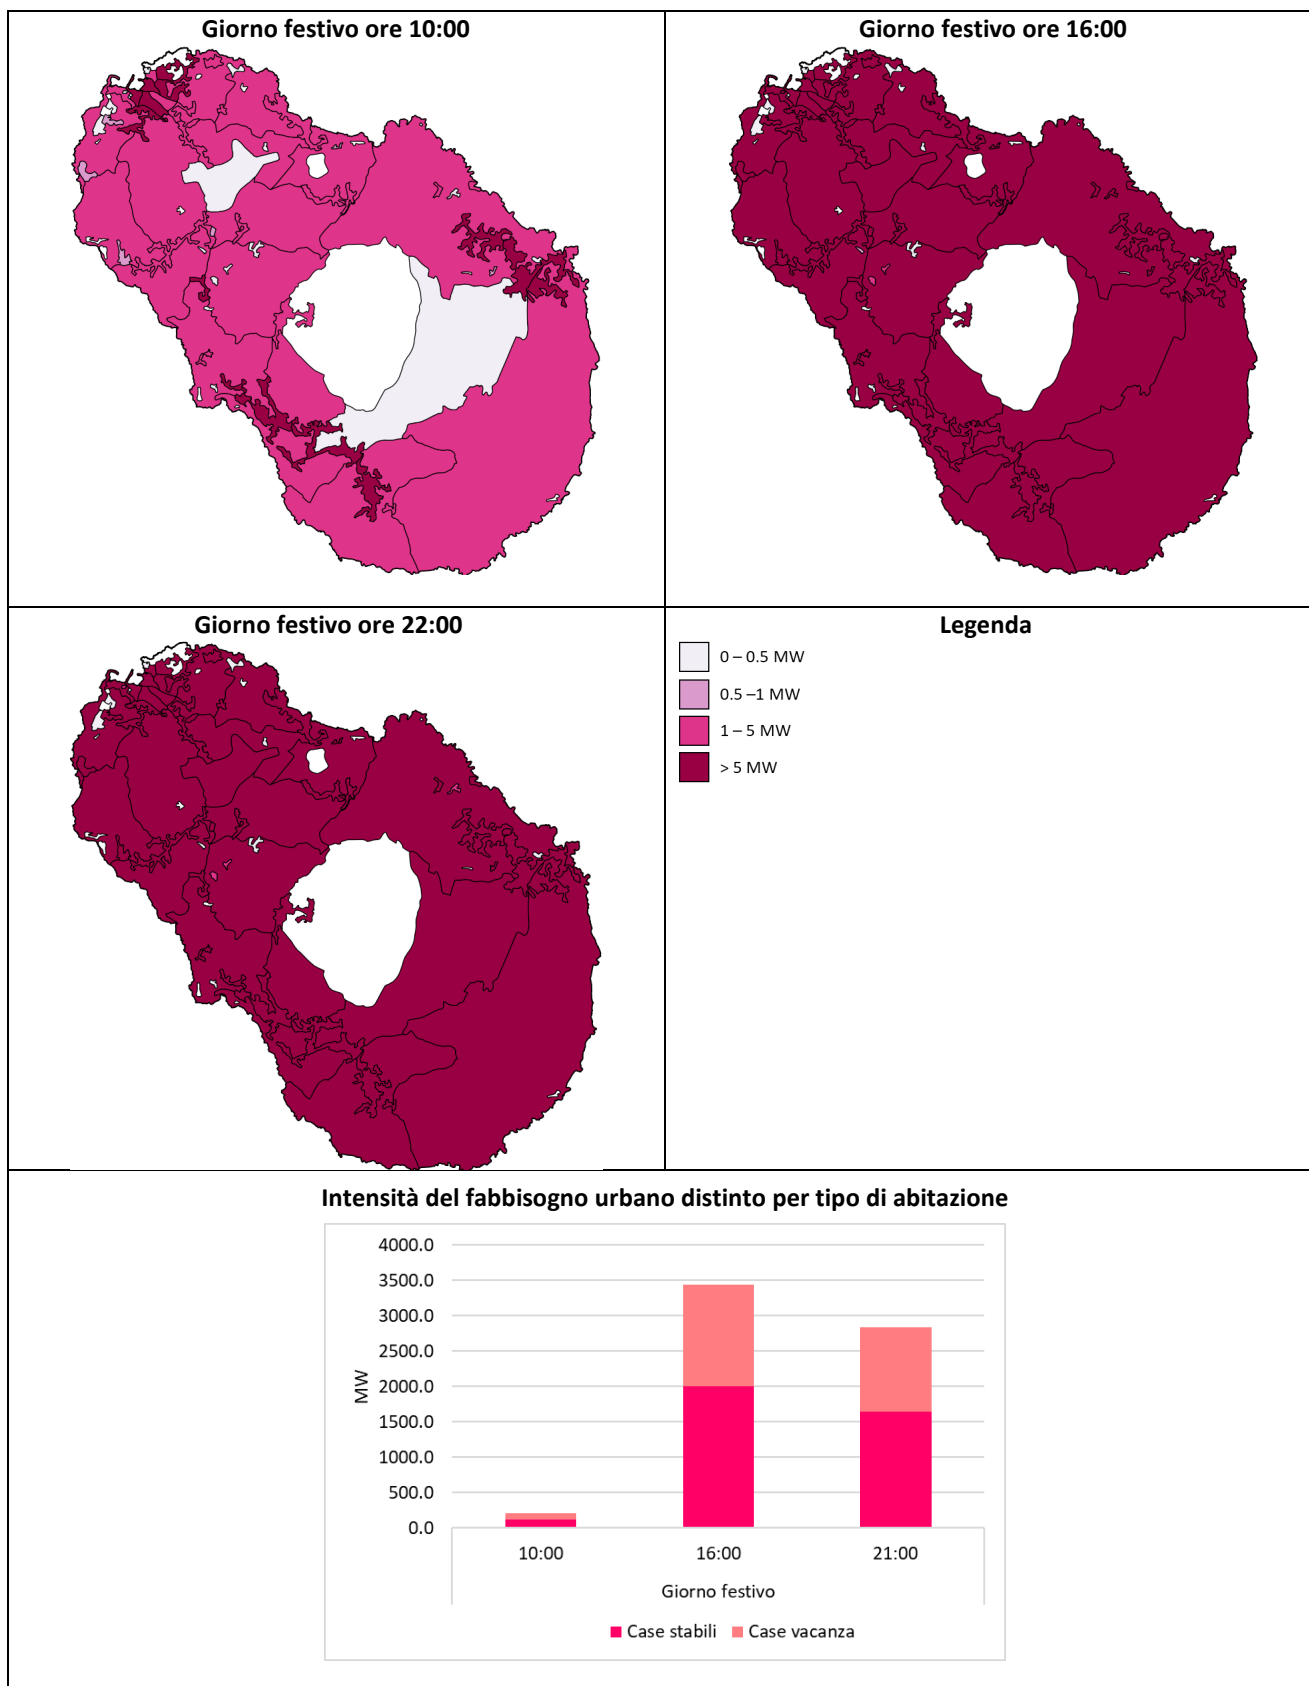 Giorno festivo ore 10:00
Giorno festivo ore 16:00
Giorno festivo ore 22:00
Legenda
0 – 0.5 MW
0.5 –1 MW
1 – 5 MW
> 5 MW
Intensità del fabbisogno urbano distinto per tipo di abitazione
4000.0
3500.0
3000.0
2500.0
2000.0
1500.0
1000.0
500.0
0.0
MW
10:00 16:00 21:00
Giorno festivo
Case stabili Case vacanza